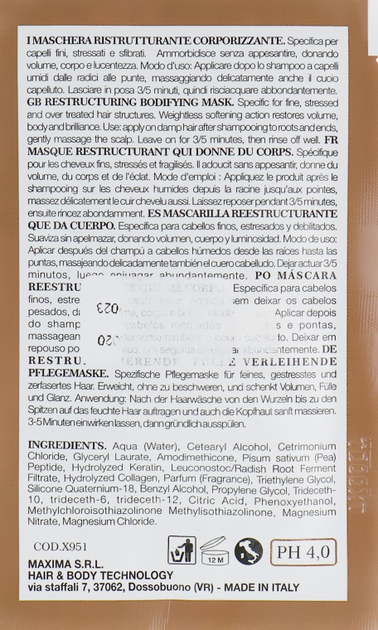 I MASCHERA RISTRUTTURANTE CORPORIZZANTE. Specifica per
capelli fini, stressati e sfibrati. Ammorbidisce senza appesantire, donando
volume, corpo e lucentezza. Modo d'uso: Applicare dopo lo shampoo a capelli
umidi dalle radici alle punte, massaggiando delicatamente anche il cuoio
capelluto. Lasciare in posa 3/5 minuti, quindi risciacquare abbondantemente.
GB RESTRUCTURING BODIFYING MASK. Specific for fine, stressed
and over treated hair structures. Weightless softening action restores volume,
body and brilliance. Use: apply on damp hair after shampooing to roots and ends,
gently massage the scalp. Leave on for 3/5 minutes, then rinse off well. FR
MASQUE RESTRUCTURANT QUI DONNE DU CORPS. Spécifique
pour les cheveux fins, stressés et fragilisés. Il adoucit sans appesantir, donne du
volume, du corps et de l'éclat. Mode d'emploi: Appliquez le produit après le
shampooing sur les cheveux humides depuis la racine jusqu'aux pointes,
massez délicatement le cuir chevelu aussi. Laissez reposer pendant 3/5 minutes,
ensuite rincez abondamment. ES MASCARILLA REESTRUCTURANTE
QUE DA CUERPO. Específica para cabellos finos, estresados y debilitados.
Suaviza sin apelmazar, donando volumen, cuerpo y luminosidad. Modo de uso:
Aplicar después del champú a cabellos húmedos desde las raíces hasta las
puntas, masajeando delicadamente también el cuero cabelludo. Dejar actuar 3/5
minutos, luego enjuagar abundantemente. PO MÁSCARA
REESTRU TE QUE DA CORPO. Específica para cabelos
finos, estre sem deixar os cabelos
pesados, da 023 Aplicar depois
do shamp cabelos molhados s e pontas,
massagean 020 também o couro cabeludo. Deixar em
repouso po abundantemente. DE
RESTRU. IERENDE PFLE E VERLEIHENDE
PFLEGEMASKE. Spezifische Pflegemaske für feines, gestresstes und
zerfasertes Haar. Erweicht, ohne zu beschweren, und schenkt Volumen, Fülle
und Glanz. Anwendung: Nach der Haarwäsche von den Wurzeln bis zu den
Spitzen auf das feuchte Haar auftragen und auch die Kopfhaut sanft massieren.
3-5 Minuten einwirken lassen, dann gründlich ausspülen.
INGREDIENTS. Aqua (Water), Cetearyl Alcohol, Cetrimonium
Chloride, Glyceryl Laurate, Amodimethicone, Pisum sativum (Pea)
Peptide, Hydrolyzed Keratin, Leuconostoc/Radish Root Ferment
Filtrate, Hydrolyzed Collagen, Parfum (Fragrance), Triethylene Glycol,
Silicone Quaternium-18, Benzyl Alcohol, Propylene Glycol, Trideceth-
10, trideceth-6, trideceth-12, Citric Acid, Phenoxyethanol,
Methylchloroisothiazolinone Methylisothiazolinone, Magnesium
Nitrate, Magnesium Chloride.
COD.X951
12 M
PH 4,0
MAXIMA S.R.L.
HAIR & BODY TECHNOLOGY
via staffali 7, 37062, Dossobuono (VR) - MADE IN ITALY